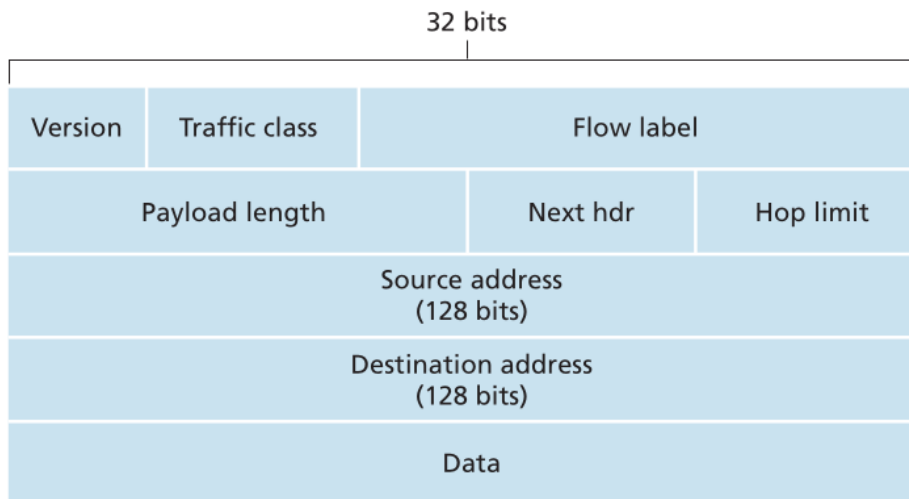 32 bits
Version Traffic class Flow label
Payload length Next hdr Hop limit
Source address
(128 bits)
Destination address
(128 bits)
Data